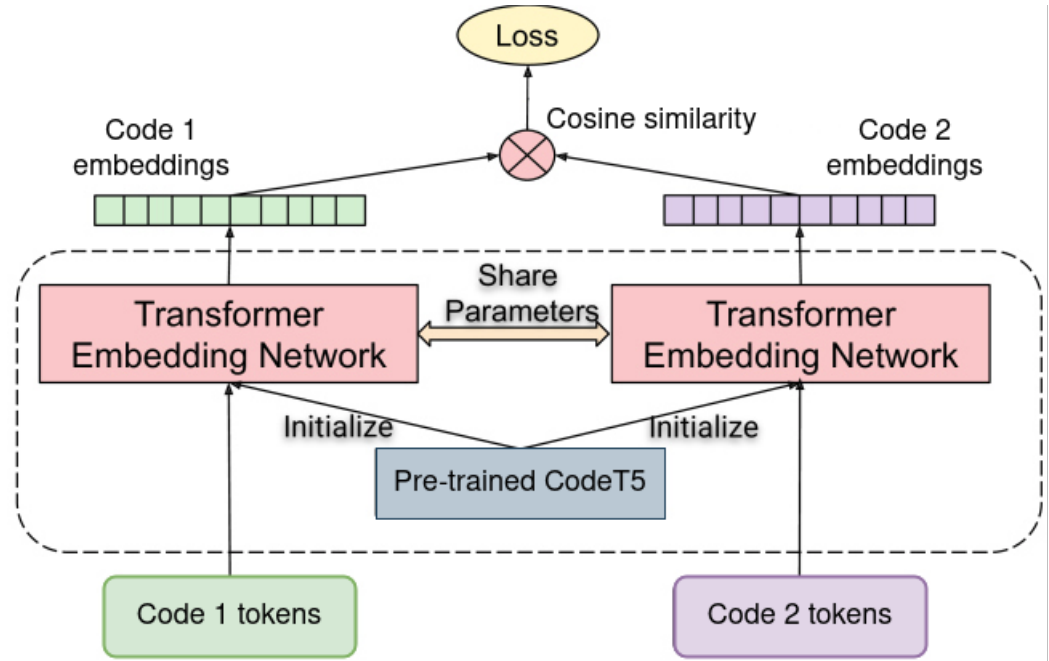 Loss
Cosine similarity
Code 1
embeddings
Code 2
embeddings
Share
Parameters
Transformer
Embedding Network
Transformer
Embedding Network
Initialize
Initialize
Pre-trained CodeT5
Code 1 tokens
Code 2 tokens